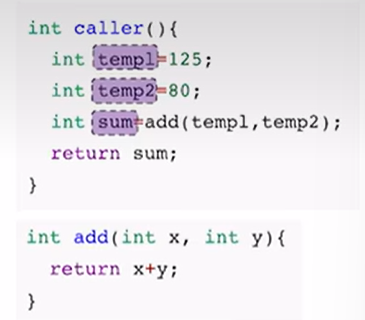 int caller(){
int temp1=125;
int temp2=80;
int sum=add(temp1,temp2);
return sum;
}
int add(int x, int y){
return x+y;
}